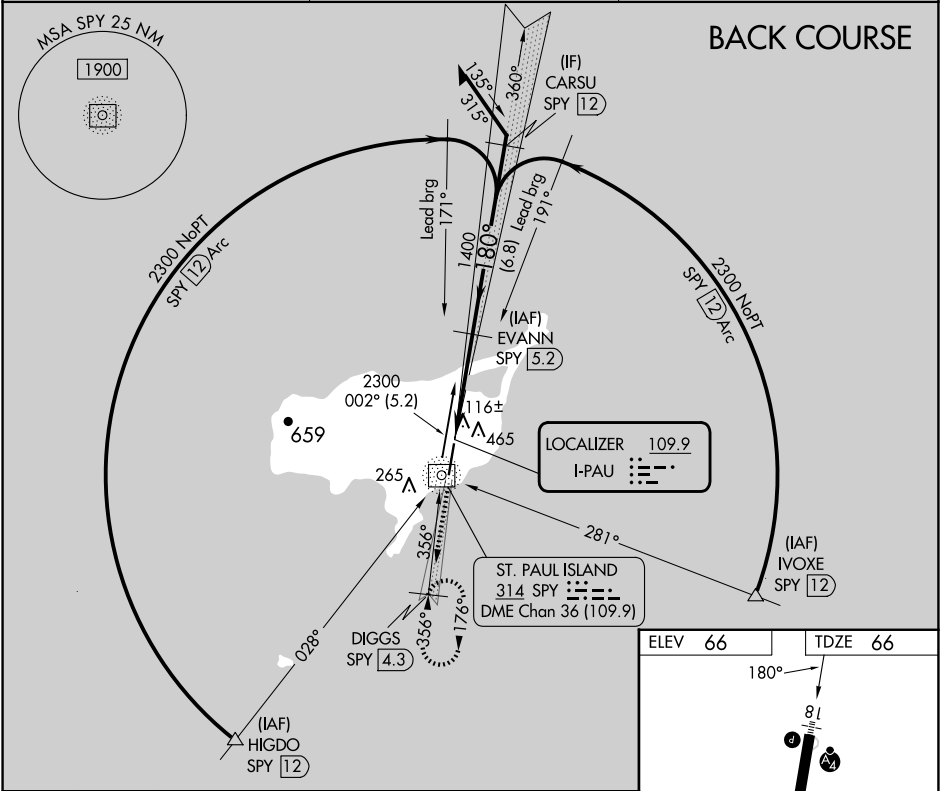 BACK COURSE
MSA SPY 25 NM
1900
(IF)
CARSU
SPY 12
135°
315°
360°
Lead brg
171°
Lead brg
191°
1400
180°
(6.8)
2300 NoPT
SPY 12 Arc
2300 NoPT
SPY 12 Arc
(IAF)
EVANN
SPY 5.2
2300
002° (5.2)
116±
465
659
265
LOCALIZER 109.9
I-PAU
281°
(IAF)
IVOXE
SPY 12
356°
ST. PAUL ISLAND
314 SPY
DME Chan 36 (109.9)
DIGGS
SPY 4.3
356°
176°
028°
(IAF)
HIGDO
SPY 12
ELEV 66
TDZE 66
180°
18
P
A4